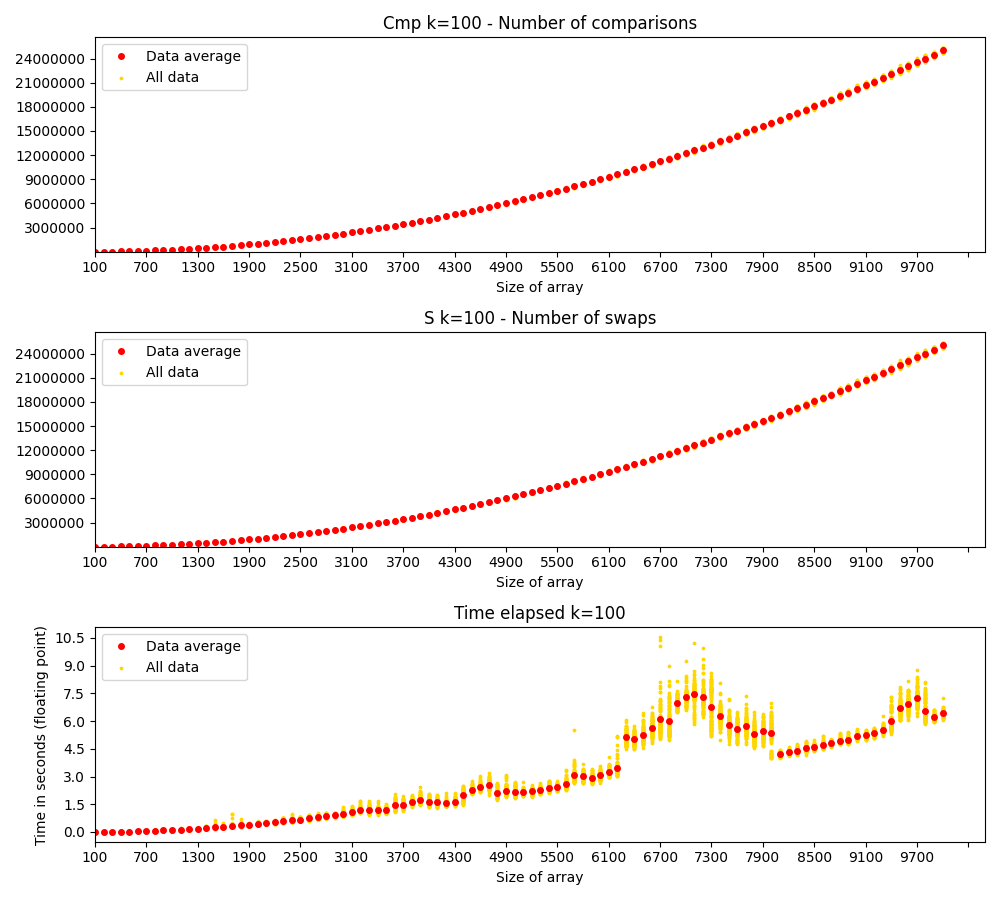 Cmp k=100 - Number of comparisons
Data average
All data
24000000
21000000
18000000
15000000
12000000
9000000
6000000
3000000
100 700 1300 1900 2500 3100 3700 4300 4900 5500 6100 6700 7300 7900 8500 9100 9700
Size of array
S k=100 - Number of swaps
Data average
All data
24000000
21000000
18000000
15000000
12000000
9000000
6000000
3000000
100 700 1300 1900 2500 3100 3700 4300 4900 5500 6100 6700 7300 7900 8500 9100 9700
Size of array
Time elapsed k=100
Time in seconds (floating point)
Data average
All data
10.5
9.0
7.5
6.0
4.5
3.0
1.5
0.0
100 700 1300 1900 2500 3100 3700 4300 4900 5500 6100 6700 7300 7900 8500 9100 9700
Size of array